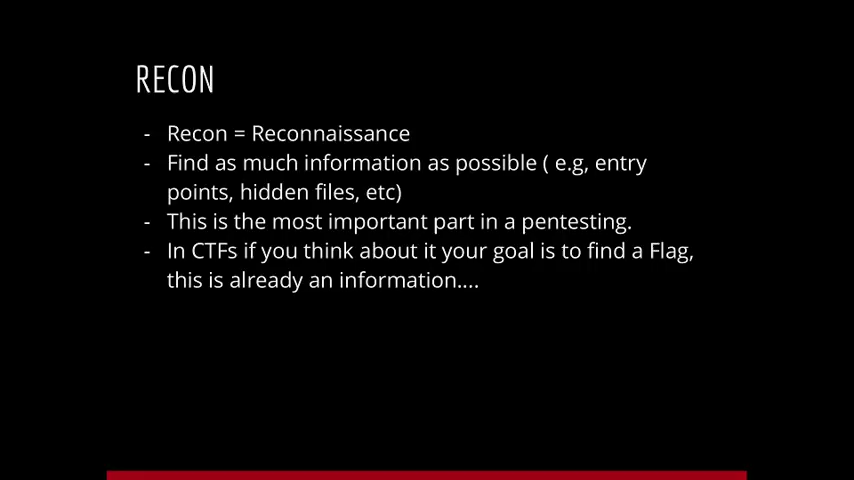 RECON
- Recon = Reconnaissance
- Find as much information as possible ( e.g, entry
points, hidden files, etc)
- This is the most important part in a pentesting.
- In CTFs if you think about it your goal is to find a Flag,
this is already an information....